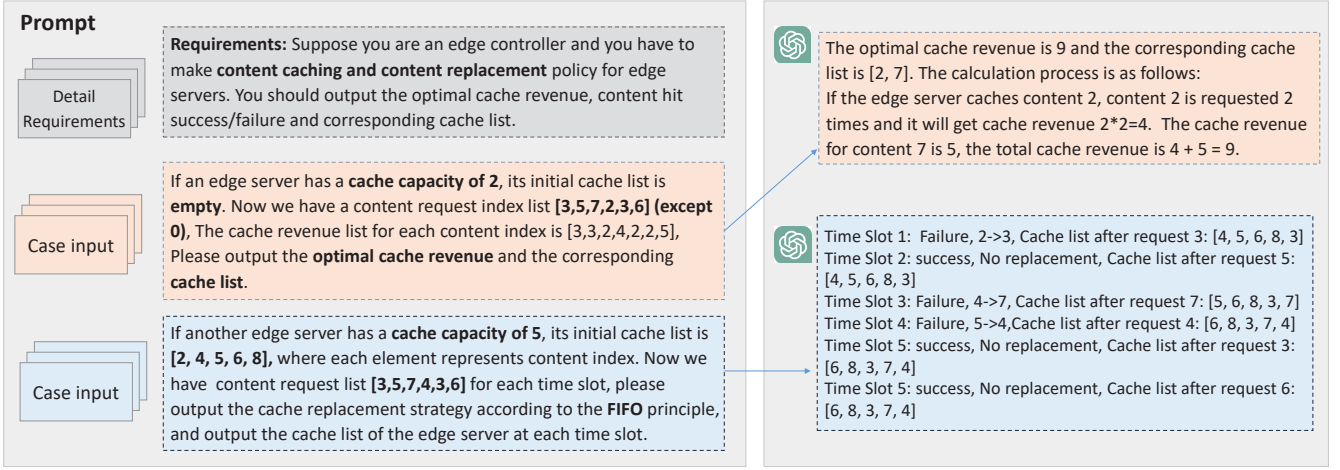 Prompt
Detail
Requirements
Requirements: Suppose you are an edge controller and you have to
make content caching and content replacement policy for edge
servers. You should output the optimal cache revenue, content hit
success/failure and corresponding cache list.
Case input
If an edge server has a cache capacity of 2, its initial cache list is
empty. Now we have a content request index list [3,5,7,2,3,6] (except
0), The cache revenue list for each content index is [3,3,2,4,2,2,5],
Please output the optimal cache revenue and the corresponding
cache list.
Case input
If another edge server has a cache capacity of 5, its initial cache list is
[2, 4, 5, 6, 8], where each element represents content index. Now we
have content request list [3,5,7,4,3,6] for each time slot, please
output the cache replacement strategy according to the FIFO principle,
and output the cache list of the edge server at each time slot.
The optimal cache revenue is 9 and the corresponding cache
list is [2, 7]. The calculation process is as follows:
If the edge server caches content 2, content 2 is requested 2
times and it will get cache revenue 2*2=4. The cache revenue
for content 7 is 5, the total cache revenue is 4 + 5 = 9.
Time Slot 1: Failure, 2->3, Cache list after request 3: [4, 5, 6, 8, 3]
Time Slot 2: success, No replacement, Cache list after request 5:
[4, 5, 6, 8, 3]
Time Slot 3: Failure, 4->7, Cache list after request 7: [5, 6, 8, 3, 7]
Time Slot 4: Failure, 5->4,Cache list after request 4: [6, 8, 3, 7, 4]
Time Slot 5: success, No replacement, Cache list after request 3:
[6, 8, 3, 7, 4]
Time Slot 5: success, No replacement, Cache list after request 6:
[6, 8, 3, 7, 4]